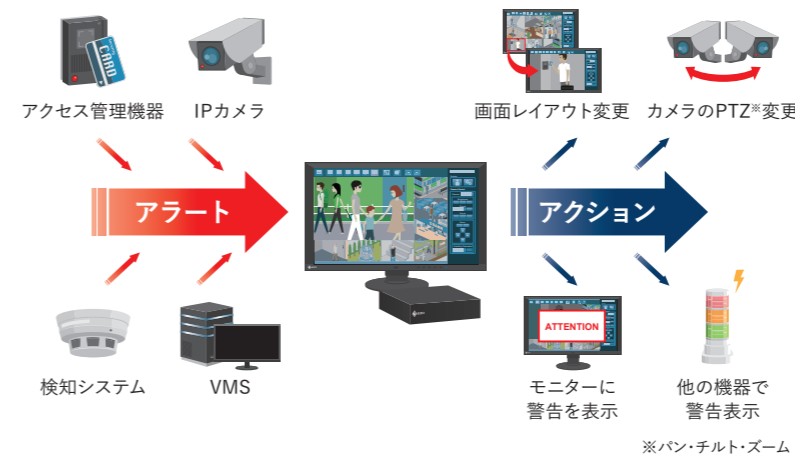 CARD
アクセス管理機器
IPカメラ
画面レイアウト変更
カメラのPTZ※変更
アラート
アクション
検知システム
VMS
ATTENTION
モニターに
警告を表示
他の機器で
警告表示
※パン・チルト・ズーム